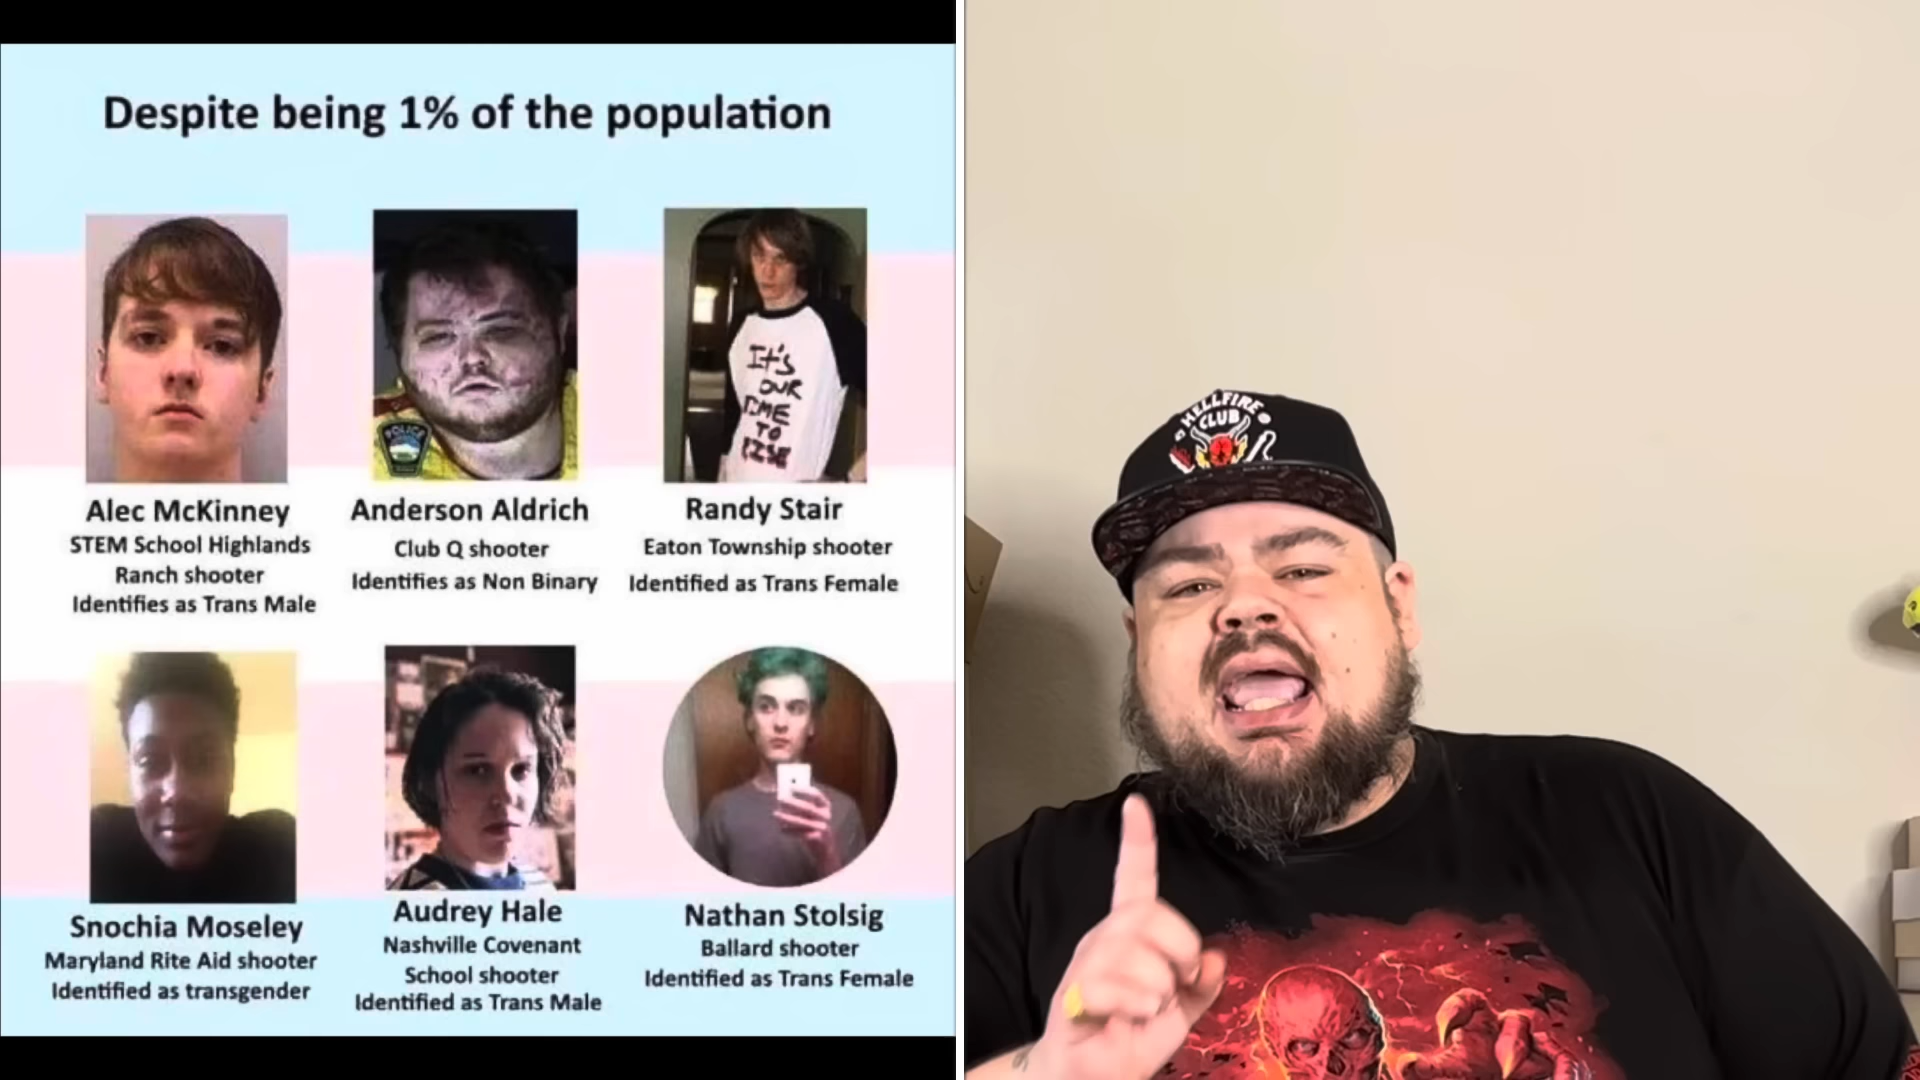 Despite being 1% of the population
POLICE
It's
OUR
TIME
TO
RISE
Alec McKinney
STEM School Highlands
Ranch shooter
Identifies as Trans Male
Anderson Aldrich
Club Q shooter
Identifies as Non Binary
Randy Stair
Eaton Township shooter
Identified as Trans Female
Snochia Moseley
Maryland Rite Aid shooter
Identified as transgender
Audrey Hale
Nashville Covenant
School shooter
Identified as Trans Male
Nathan Stolsig
Ballard shooter
Identified as Trans Female
HELLFIRE
CLUB